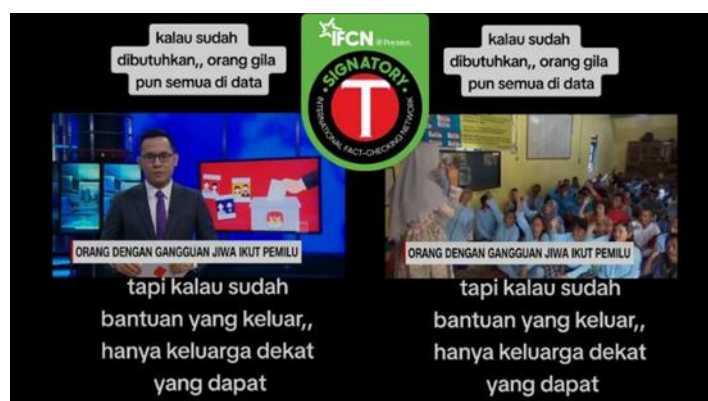 kalau sudah
dibutuhkan,, orang gila
pun semua di data
IFCN @Poynter.
SIGNATORY
T
INTERNATIONAL FACT-CHECKING NETWORK
kalau sudah
dibutuhkan,, orang gila
pun semua di data
ORANG DENGAN GANGGUAN JIWA IKUT PEMILU
ORANG DENGAN GANGGUAN JIWA IKUT PEMILU
tapi kalau sudah
bantuan yang keluar,,
hanya keluarga dekat
yang dapat
tapi kalau sudah
bantuan yang keluar,,
hanya keluarga dekat
yang dapat